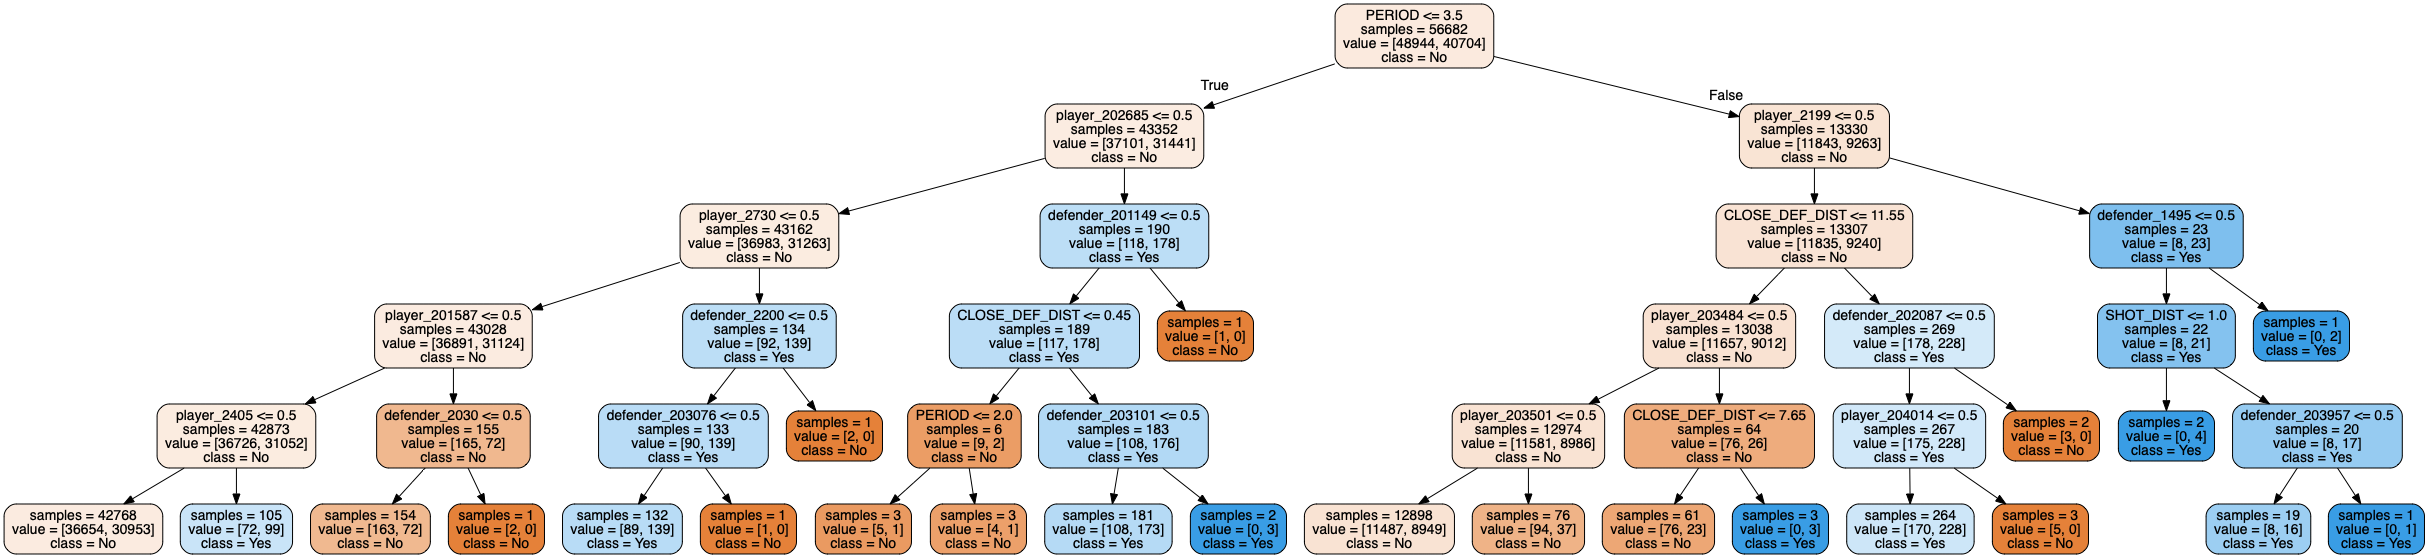 PERIOD <= 3.5
samples = 56682
value = [48944, 40704]
class = No
True
False
player_202685 <= 0.5
samples = 43352
value = [37101, 31441]
class = No
player_2199 <= 0.5
samples = 13330
value = [11843, 9263]
class = No
player_2730 <= 0.5
samples = 43162
value = [36983, 31263]
class = No
defender_201149 <= 0.5
samples = 190
value = [118, 178]
class = Yes
CLOSE_DEF_DIST <= 11.55
samples = 13307
value = [11835, 9240]
class = No
defender_1495 <= 0.5
samples = 23
value = [8, 23]
class = Yes
player_201587 <= 0.5
samples = 43028
value = [36891, 31124]
class = No
defender_2200 <= 0.5
samples = 134
value = [92, 139]
class = Yes
CLOSE_DEF_DIST <= 0.45
samples = 189
value = [117, 178]
class = Yes
samples = 1
value = [1, 0]
class = No
player_203484 <= 0.5
samples = 13038
value = [11657, 9012]
class = No
defender_202087 <= 0.5
samples = 269
value = [178, 228]
class = Yes
SHOT_DIST <= 1.0
samples = 22
value = [8, 21]
class = Yes
samples = 1
value = [0, 2]
class = Yes
player_2405 <= 0.5
samples = 42873
value = [36726, 31052]
class = No
defender_2030 <= 0.5
samples = 155
value = [165, 72]
class = No
defender_203076 <= 0.5
samples = 133
value = [90, 139]
class = Yes
samples = 1
value = [2, 0]
class = No
PERIOD <= 2.0
samples = 6
value = [9, 2]
class = No
defender_203101 <= 0.5
samples = 183
value = [108, 176]
class = Yes
player_203501 <= 0.5
samples = 12974
value = [11581, 8986]
class = No
CLOSE_DEF_DIST <= 7.65
samples = 64
value = [76, 26]
class = No
player_204014 <= 0.5
samples = 267
value = [175, 228]
class = Yes
samples = 2
value = [3, 0]
class = No
samples = 2
value = [0, 4]
class = Yes
defender_203957 <= 0.5
samples = 20
value = [8, 17]
class = Yes
samples = 42768
value = [36654, 30953]
class = No
samples = 105
value = [72, 99]
class = Yes
samples = 154
value = [163, 72]
class = No
samples = 1
value = [2, 0]
class = No
samples = 132
value = [89, 139]
class = Yes
samples = 1
value = [1, 0]
class = No
samples = 3
value = [5, 1]
class = No
samples = 3
value = [4, 1]
class = No
samples = 181
value = [108, 173]
class = Yes
samples = 2
value = [0, 3]
class = Yes
samples = 12898
value = [11487, 8949]
class = No
samples = 76
value = [94, 37]
class = No
samples = 61
value = [76, 23]
class = No
samples = 3
value = [0, 3]
class = Yes
samples = 264
value = [170, 228]
class = Yes
samples = 3
value = [5, 0]
class = No
samples = 19
value = [8, 16]
class = Yes
samples = 1
value = [0, 1]
class = Yes